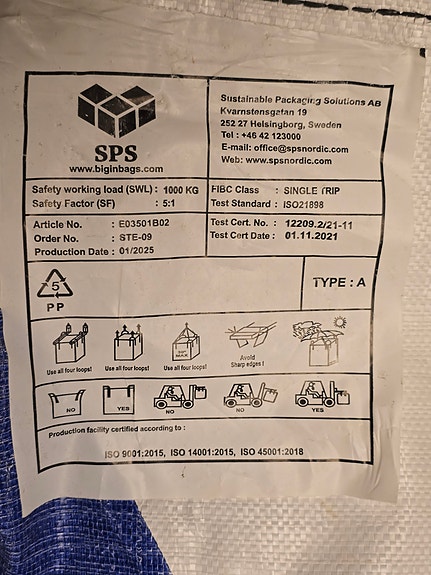 SPS
www.biginbags.com
Sustainable Packaging Solutions AB
Kvarnstensgatan 19
252 27 Helsingborg, Sweden
Tel : +46 42 123000
E-mail: office@spsnordic.com
Web: www.spsnordic.com
Safety working load (SWL) : 1000 KG
Safety Factor (SF) : 5:1
FIBC Class : SINGLE TRIP
Test Standard : ISO21898
Article No. : E03501B02
Order No. : STE-09
Production Date : 01/2025
Test Cert. No. : 12209.2/21-11
Test Cert Date : 01.11.2021
5
PP
TYPE : A
Use all four loops!
Use all four loops!
Use all four loops!
Avoid
Sharp edges !
NO
YES
NO
NO
YES
Production facility certified according to :
ISO 9001:2015, ISO 14001:2015, ISO 45001:2018